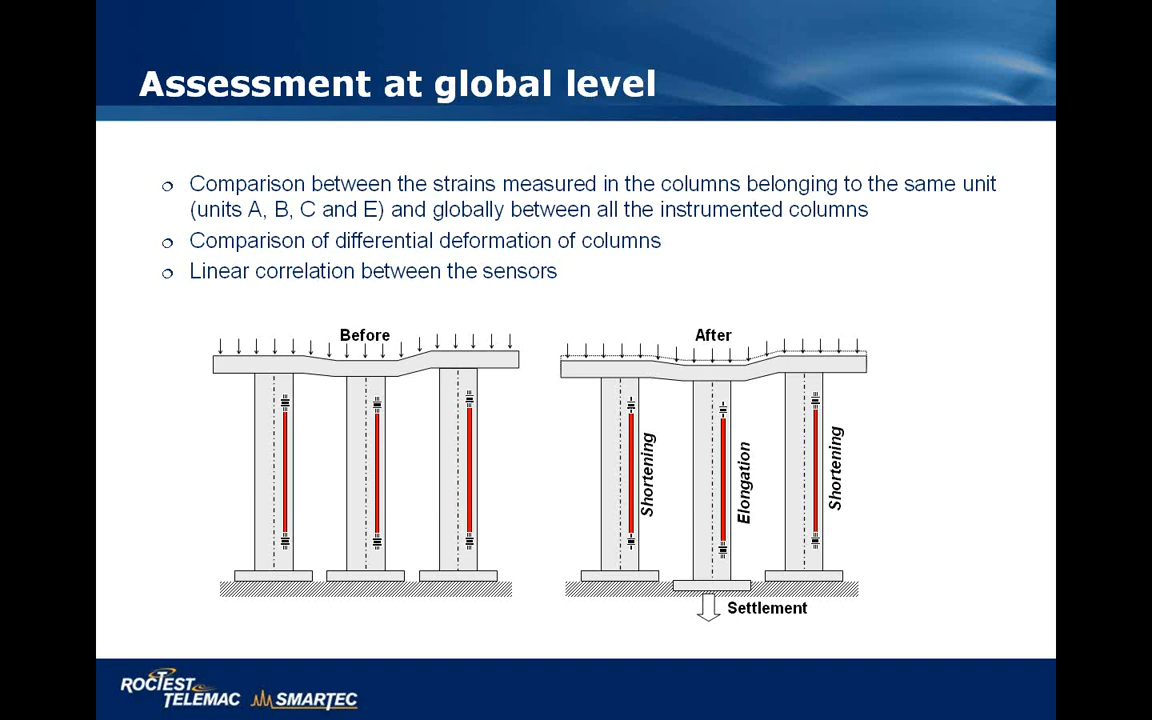 Assessment at global level
Comparison between the strains measured in the columns belonging to the same unit
(units A, B, C and E) and globally between all the instrumented columns
Comparison of differential deformation of columns
Linear correlation between the sensors
Before
After
Shortening
Elongation
Shortening
Settlement
ROCTEST
TELEMAC
SMARTEC